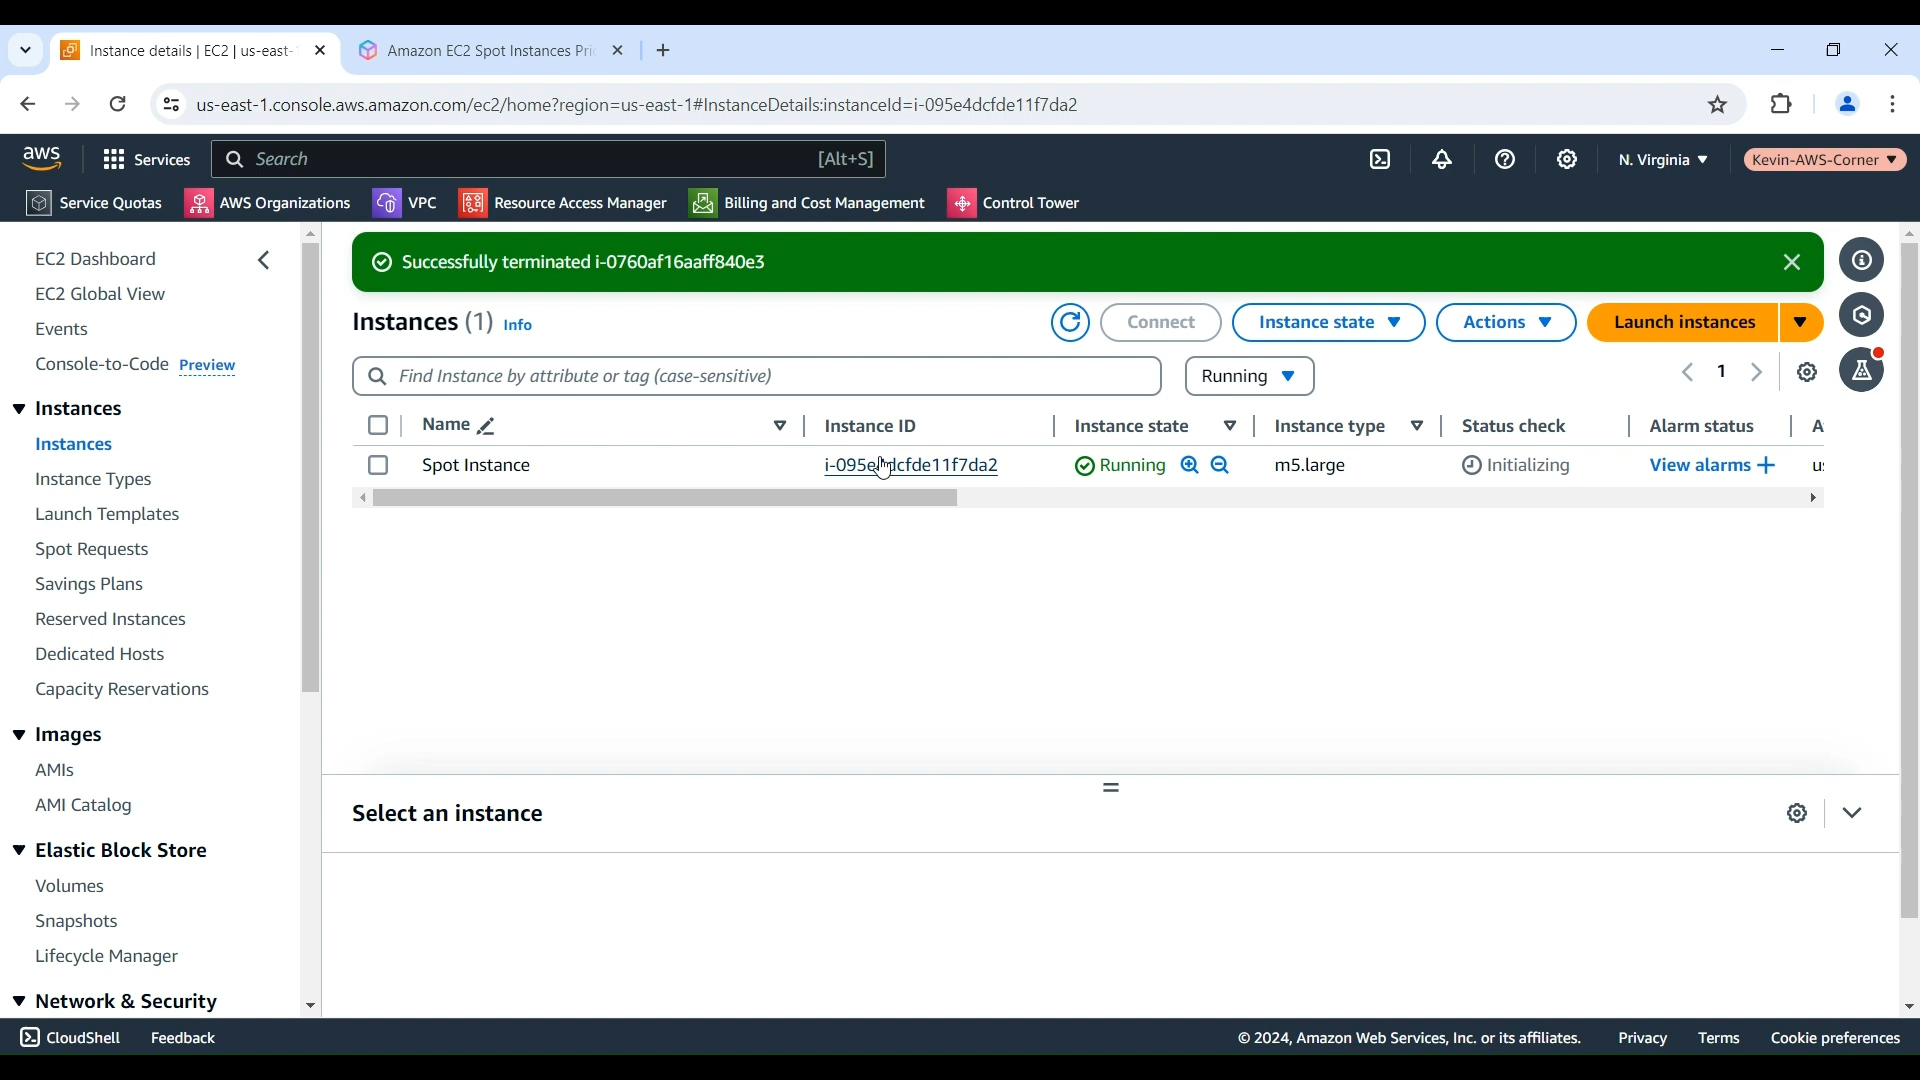 Instance details | EC2 | us-east-
Amazon EC2 Spot Instances Pri
us-east-1.console.aws.amazon.com/ec2/home?region=us-east-1#InstanceDetails:instanceId=i-095e4dcfde11f7da2
aws
Services
Search
[Alt+S]
N. Virginia
Kevin-AWS-Corner
Service Quotas
AWS Organizations
VPC
Resource Access Manager
Billing and Cost Management
Control Tower
EC2 Dashboard
EC2 Global View
Events
Console-to-Code Preview
Instances
Instances
Instance Types
Launch Templates
Spot Requests
Savings Plans
Reserved Instances
Dedicated Hosts
Capacity Reservations
Images
AMIs
AMI Catalog
Elastic Block Store
Volumes
Snapshots
Lifecycle Manager
Network & Security
Successfully terminated i-0760af16aaff840e3
Instances (1) Info
Connect
Instance state
Actions
Launch instances
Find Instance by attribute or tag (case-sensitive)
Running
1
Name
Instance ID
Instance state
Instance type
Status check
Alarm status
A
Spot Instance
i-095e4dcfde11f7da2
Running
m5.large
Initializing
View alarms +
us
Select an instance
CloudShell
Feedback
© 2024, Amazon Web Services, Inc. or its affiliates.
Privacy
Terms
Cookie preferences